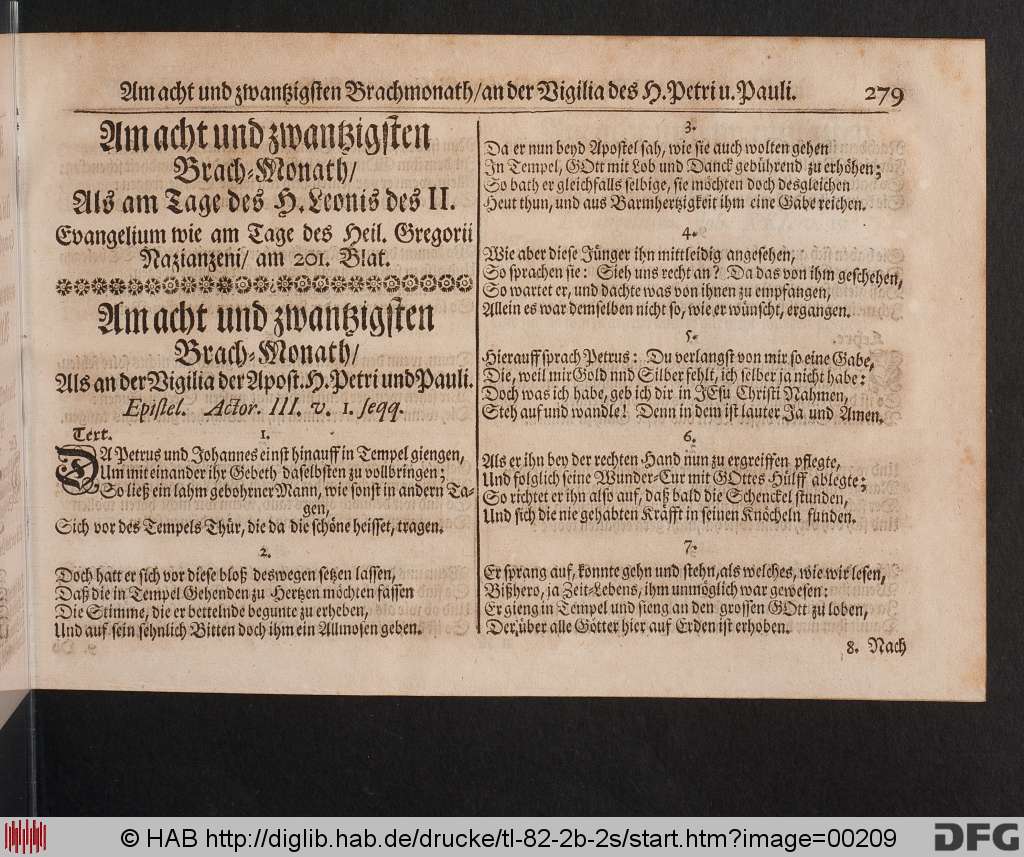 Am acht und zwantzigsten Brachmonath/ an der Vigilia des H. Petri u. Pauli. 279
Am acht und zwantzigsten
Brach-Monath/
Als am Tage des H. Leonis des II.
Evangelium wie am Tage des Heil. Gregorii
Nazianzeni/ am 201. Blat.
Am acht und zwantzigsten
Brach-Monath/
Als an der Vigilia der Apost. H. Petri und Pauli.
Epistel. Actor. III. v. 1. seqq.
Text. 1.
DA Petrus und Johannes einst hinauff in Tempel giengen,
Um mit einander ihr Gebeth daselbsten zu vollbringen;
So ließ ein lahm gebohrner Mann, wie sonst in andern Ta-
gen,
Sich vor des Tempels Thür, die da die schöne heisset, tragen.
2.
Doch hatt er sich vor diese bloß deswegen setzen lassen,
Daß die in Tempel Gehenden zu Hertzen möchten fassen
Die Stimme, die er bettelnde begunte zu erheben,
Und auf sein sehnlich Bitten doch ihm ein Allmosen geben.
3.
Da er nun beyd Apostel sah, wie sie auch wolten gehen
In Tempel, GOtt mit Lob und Danck gebührend zu erhöhen;
So bath er gleichfalls selbige, sie möchten doch desgleichen
Heut thun, und aus Barmhertzigkeit ihm eine Gabe reichen.
4.
Wie aber diese Jünger ihn mittleidig angesehen,
So sprachen sie: Sieh uns recht an? Da das von ihm geschehen,
So wartet er, und dachte was von ihnen zu empfangen,
Allein es war demselben nicht so, wie er wünscht, ergangen.
5.
Hierauff sprach Petrus: Du verlangst von mir so eine Gabe,
Die, weil mir Gold nnd Silber fehlt, ich selber ja nicht habe:
Doch was ich habe, geb ich dir in JEsu Christi Nahmen,
Steh auf und wandle! Denn in dem ist lauter Ja und Amen.
6.
Als er ihn bey der rechten Hand nun zu ergreiffen pflegte,
Und folglich seine Wunder-Cur mit GOttes Hülff ablegte;
So richtet er ihn also auf, daß bald die Schenckel stunden,
Und sich die nie gehabten Kräfft in seinen Knöcheln funden.
7.
Er sprang auf, konnte gehn und stehn, als welches, wie wir lesen,
Bißhero, ja Zeit-Lebens, ihm unmöglich war gewesen:
Er gieng in Tempel und fieng an den grossen GOtt zu loben,
Der, über alle Götter hier auf Erden ist erhoben.
8. Nach
© HAB http://diglib.hab.de/drucke/tl-82-2b-2s/start.htm?image=00209
DFG